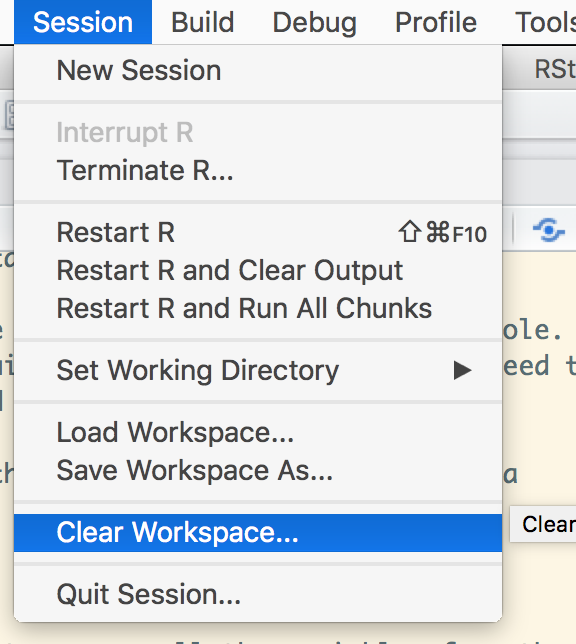 Session Build Debug Profile Tools
New Session
RSt
Interrupt R
Terminate R...
Restart R ⇧⌘F10
Restart R and Clear Output
Restart R and Run All Chunks
ole.
Set Working Directory ▶
eed t
Load Workspace...
Save Workspace As...
a
Clear Workspace...
Clear
Quit Session...